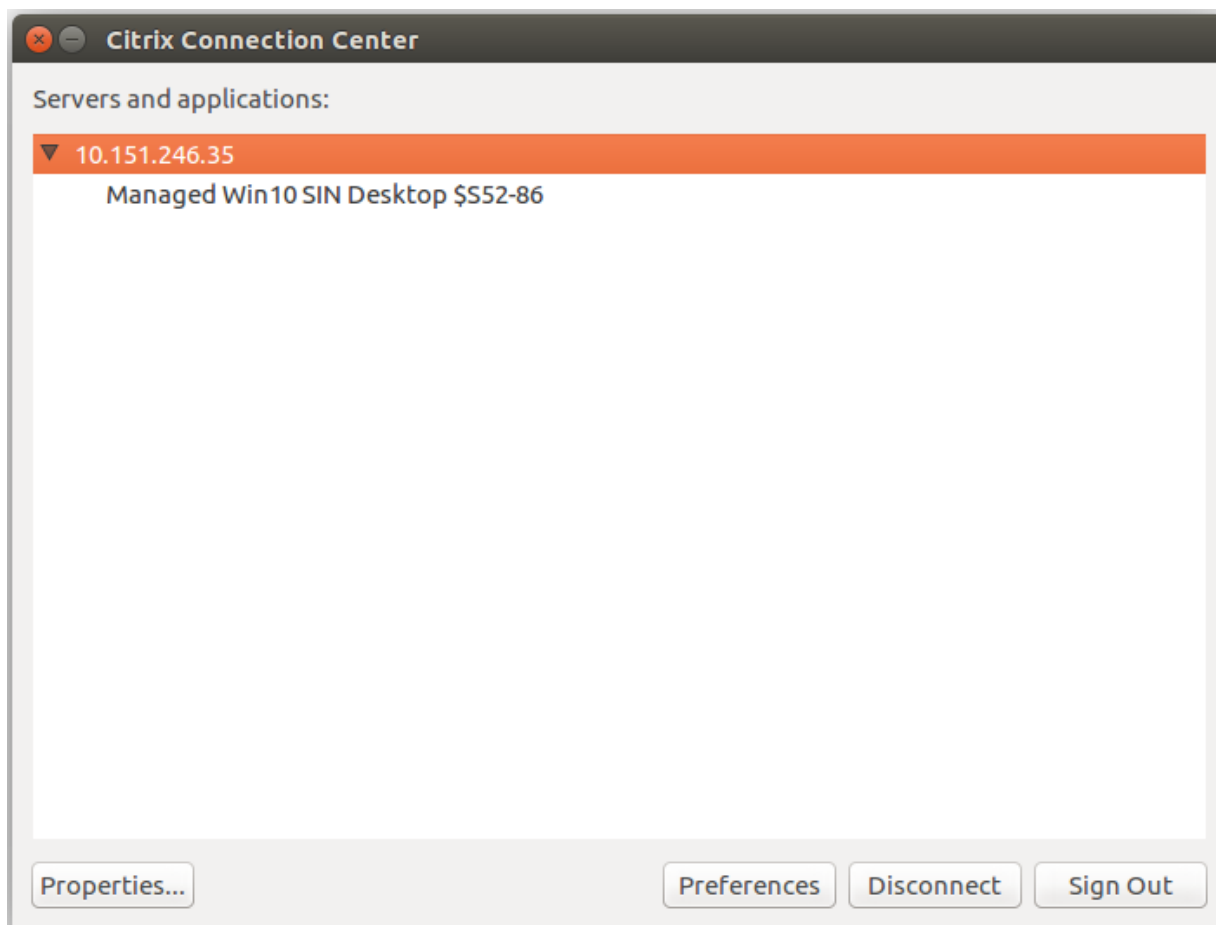 Citrix Connection Center
Servers and applications:
10.151.246.35
Managed Win10 SIN Desktop $S52-86
Properties...
Preferences
Disconnect
Sign Out